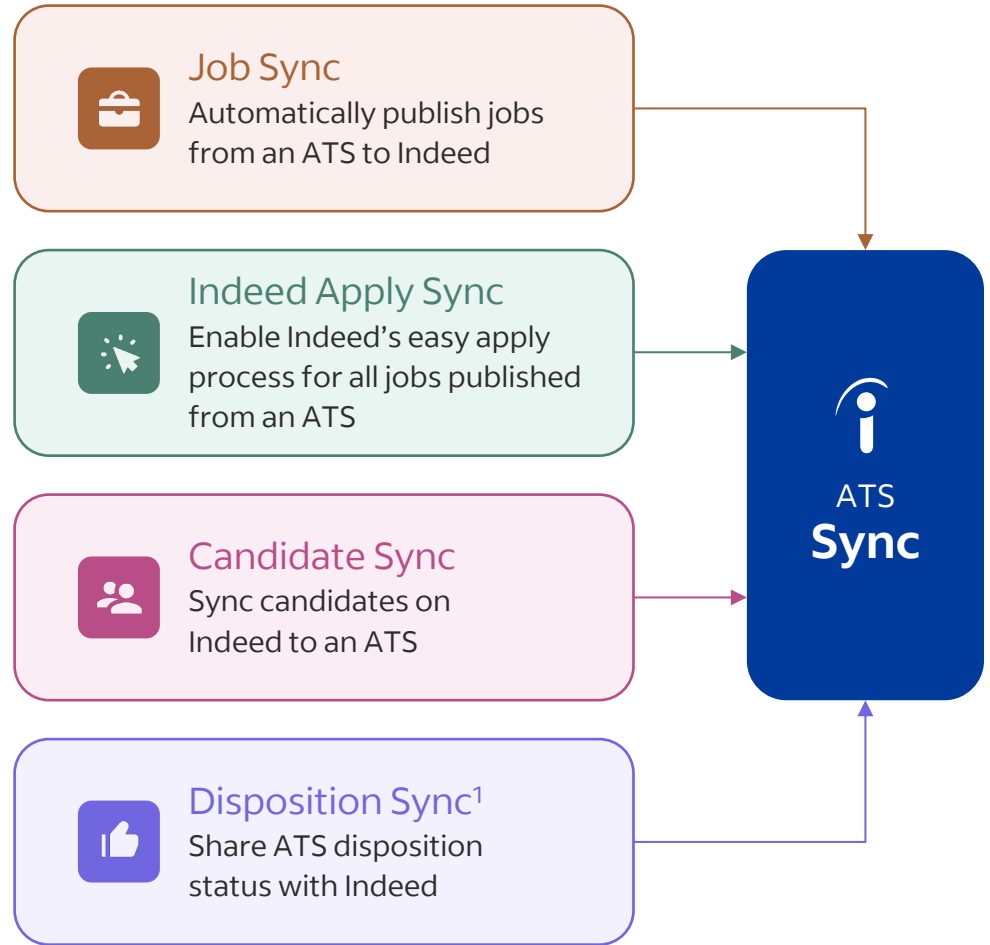 Job Sync
Automatically publish jobs
from an ATS to Indeed
Indeed Apply Sync
Enable Indeed’s easy apply
process for all jobs published
from an ATS
Candidate Sync
Sync candidates on
Indeed to an ATS
Disposition Sync¹
Share ATS disposition
status with Indeed
i
ATS
Sync